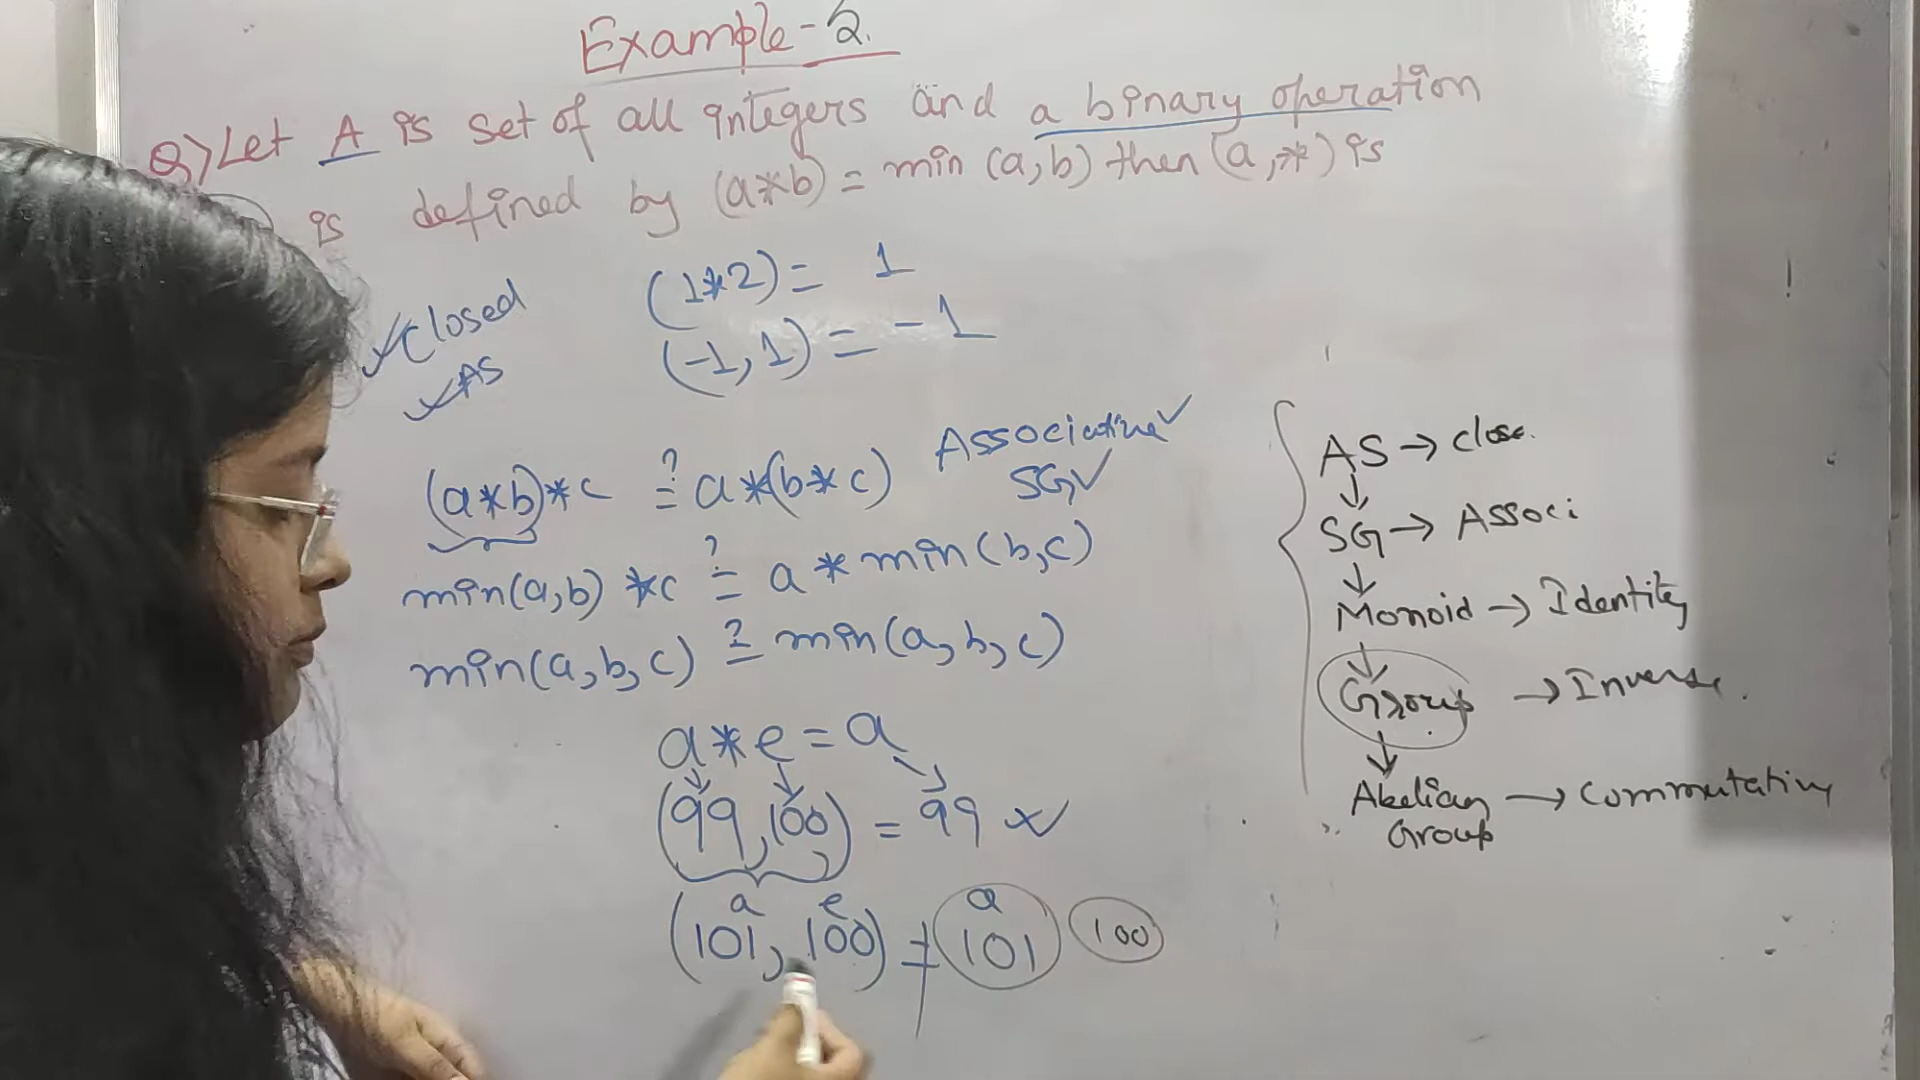 Example-2.
Q) Let A is set of all integers and a binary operation
is defined by (a*b) = min (a,b) then (a,*) is
(1*2) = 1
✓Closed
(-1,1) = -1
✓AS
(a*b)*c ?= a*(b*c) Associative✓
SG✓
min(a,b) *c ?= a * min(b,c)
min(a,b,c) ?= min(a,b,c)
a*e=a
(99,100) = 99 ✓
a e a
(101,100) ≠ 101 100
AS → close.
↓
SG → Associ
↓
Monoid → Identity
↓
Group → Inverse.
↓
Abelian → Commutativ
Group